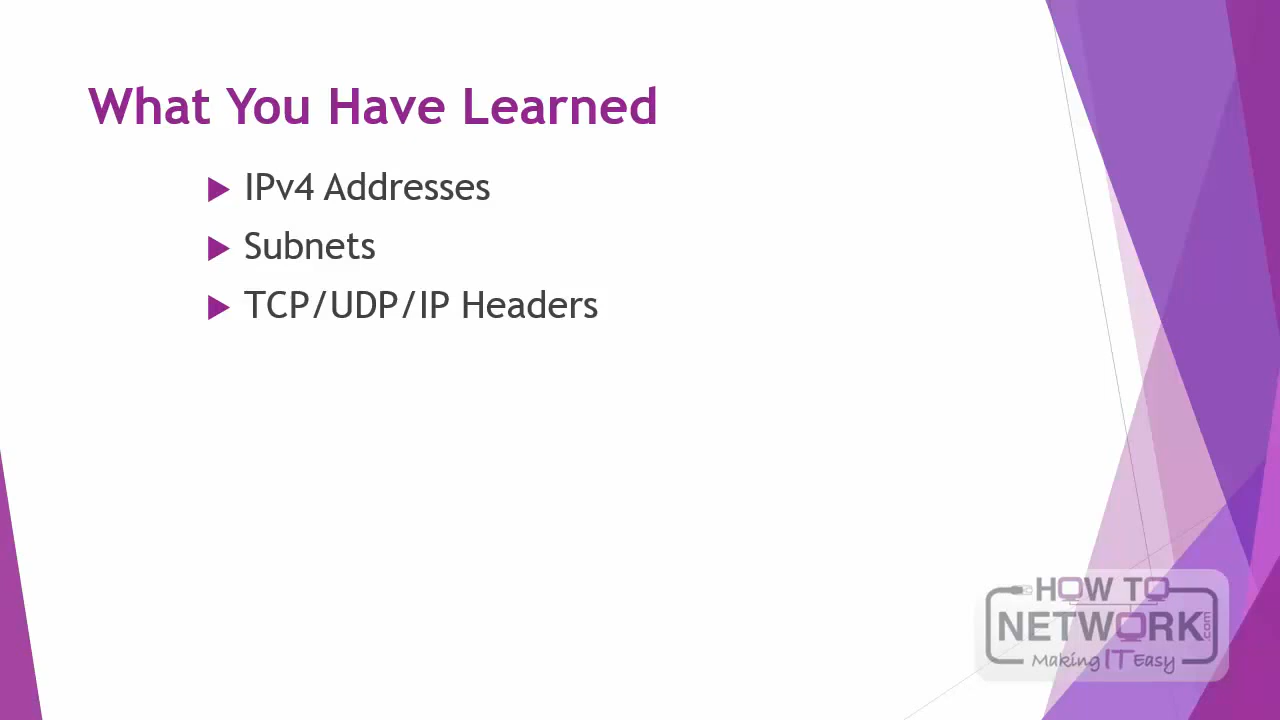 What You Have Learned
IPv4 Addresses
Subnets
TCP/UDP/IP Headers
HOW TO
NETWORK.com
Making IT Easy